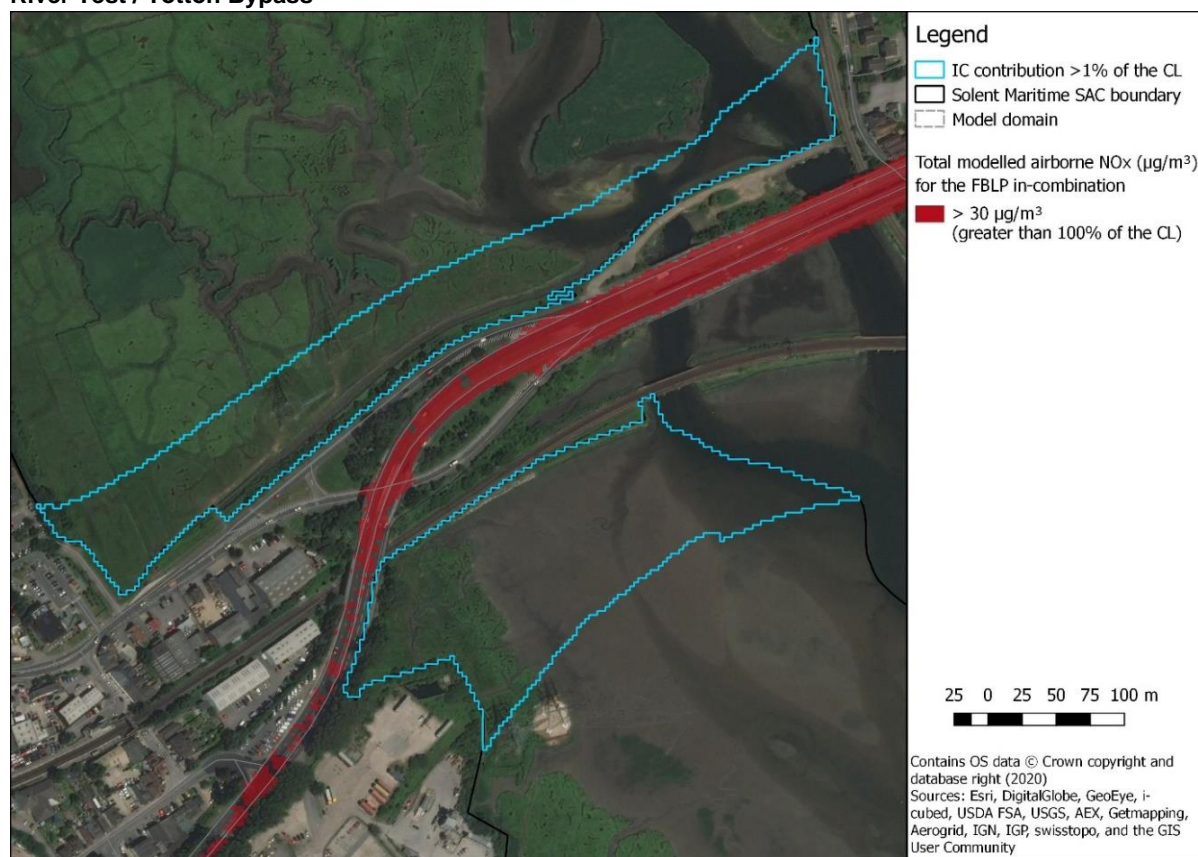 River Test / Totton Bypass
Legend
IC contribution >1% of the CL
Solent Maritime SAC boundary
Model domain
Total modelled airborne NOx (µg/m³)
for the FBLP in-combination
> 30 µg/m³
(greater than 100% of the CL)
25 0 25 50 75 100 m
Contains OS data © Crown copyright and
database right (2020)
Sources: Esri, DigitalGlobe, GeoEye, i-
cubed, USDA FSA, USGS, AEX, Getmapping,
Aerogrid, IGN, IGP, swisstopo, and the GIS
User Community